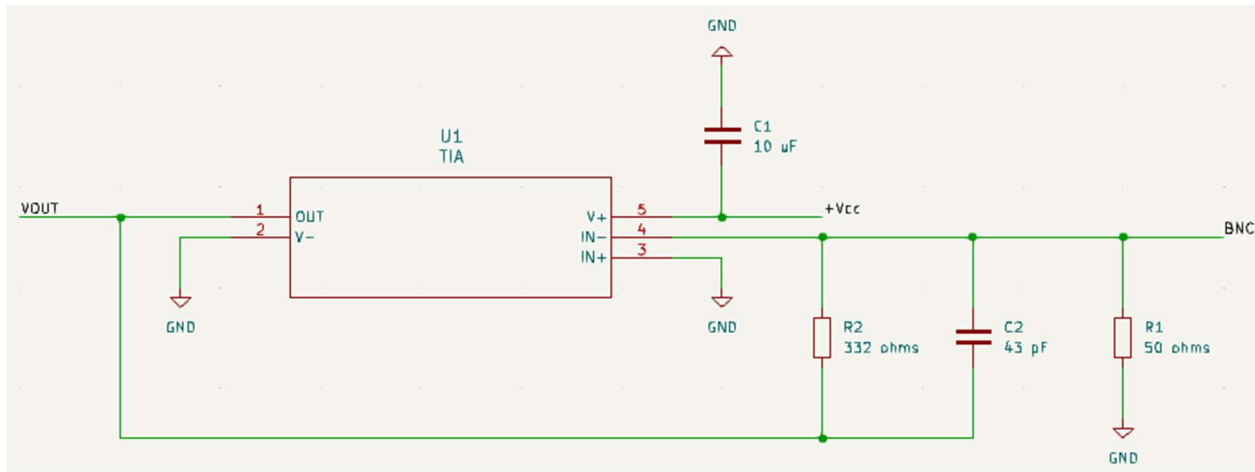 GND
C1
10 uF
U1
TIA
VOUT
1
OUT
V+
5
+Vcc
2
V-
IN-
4
BNC
IN+
3
GND
GND
R2
332 ohms
C2
43 pF
R1
50 ohms
GND